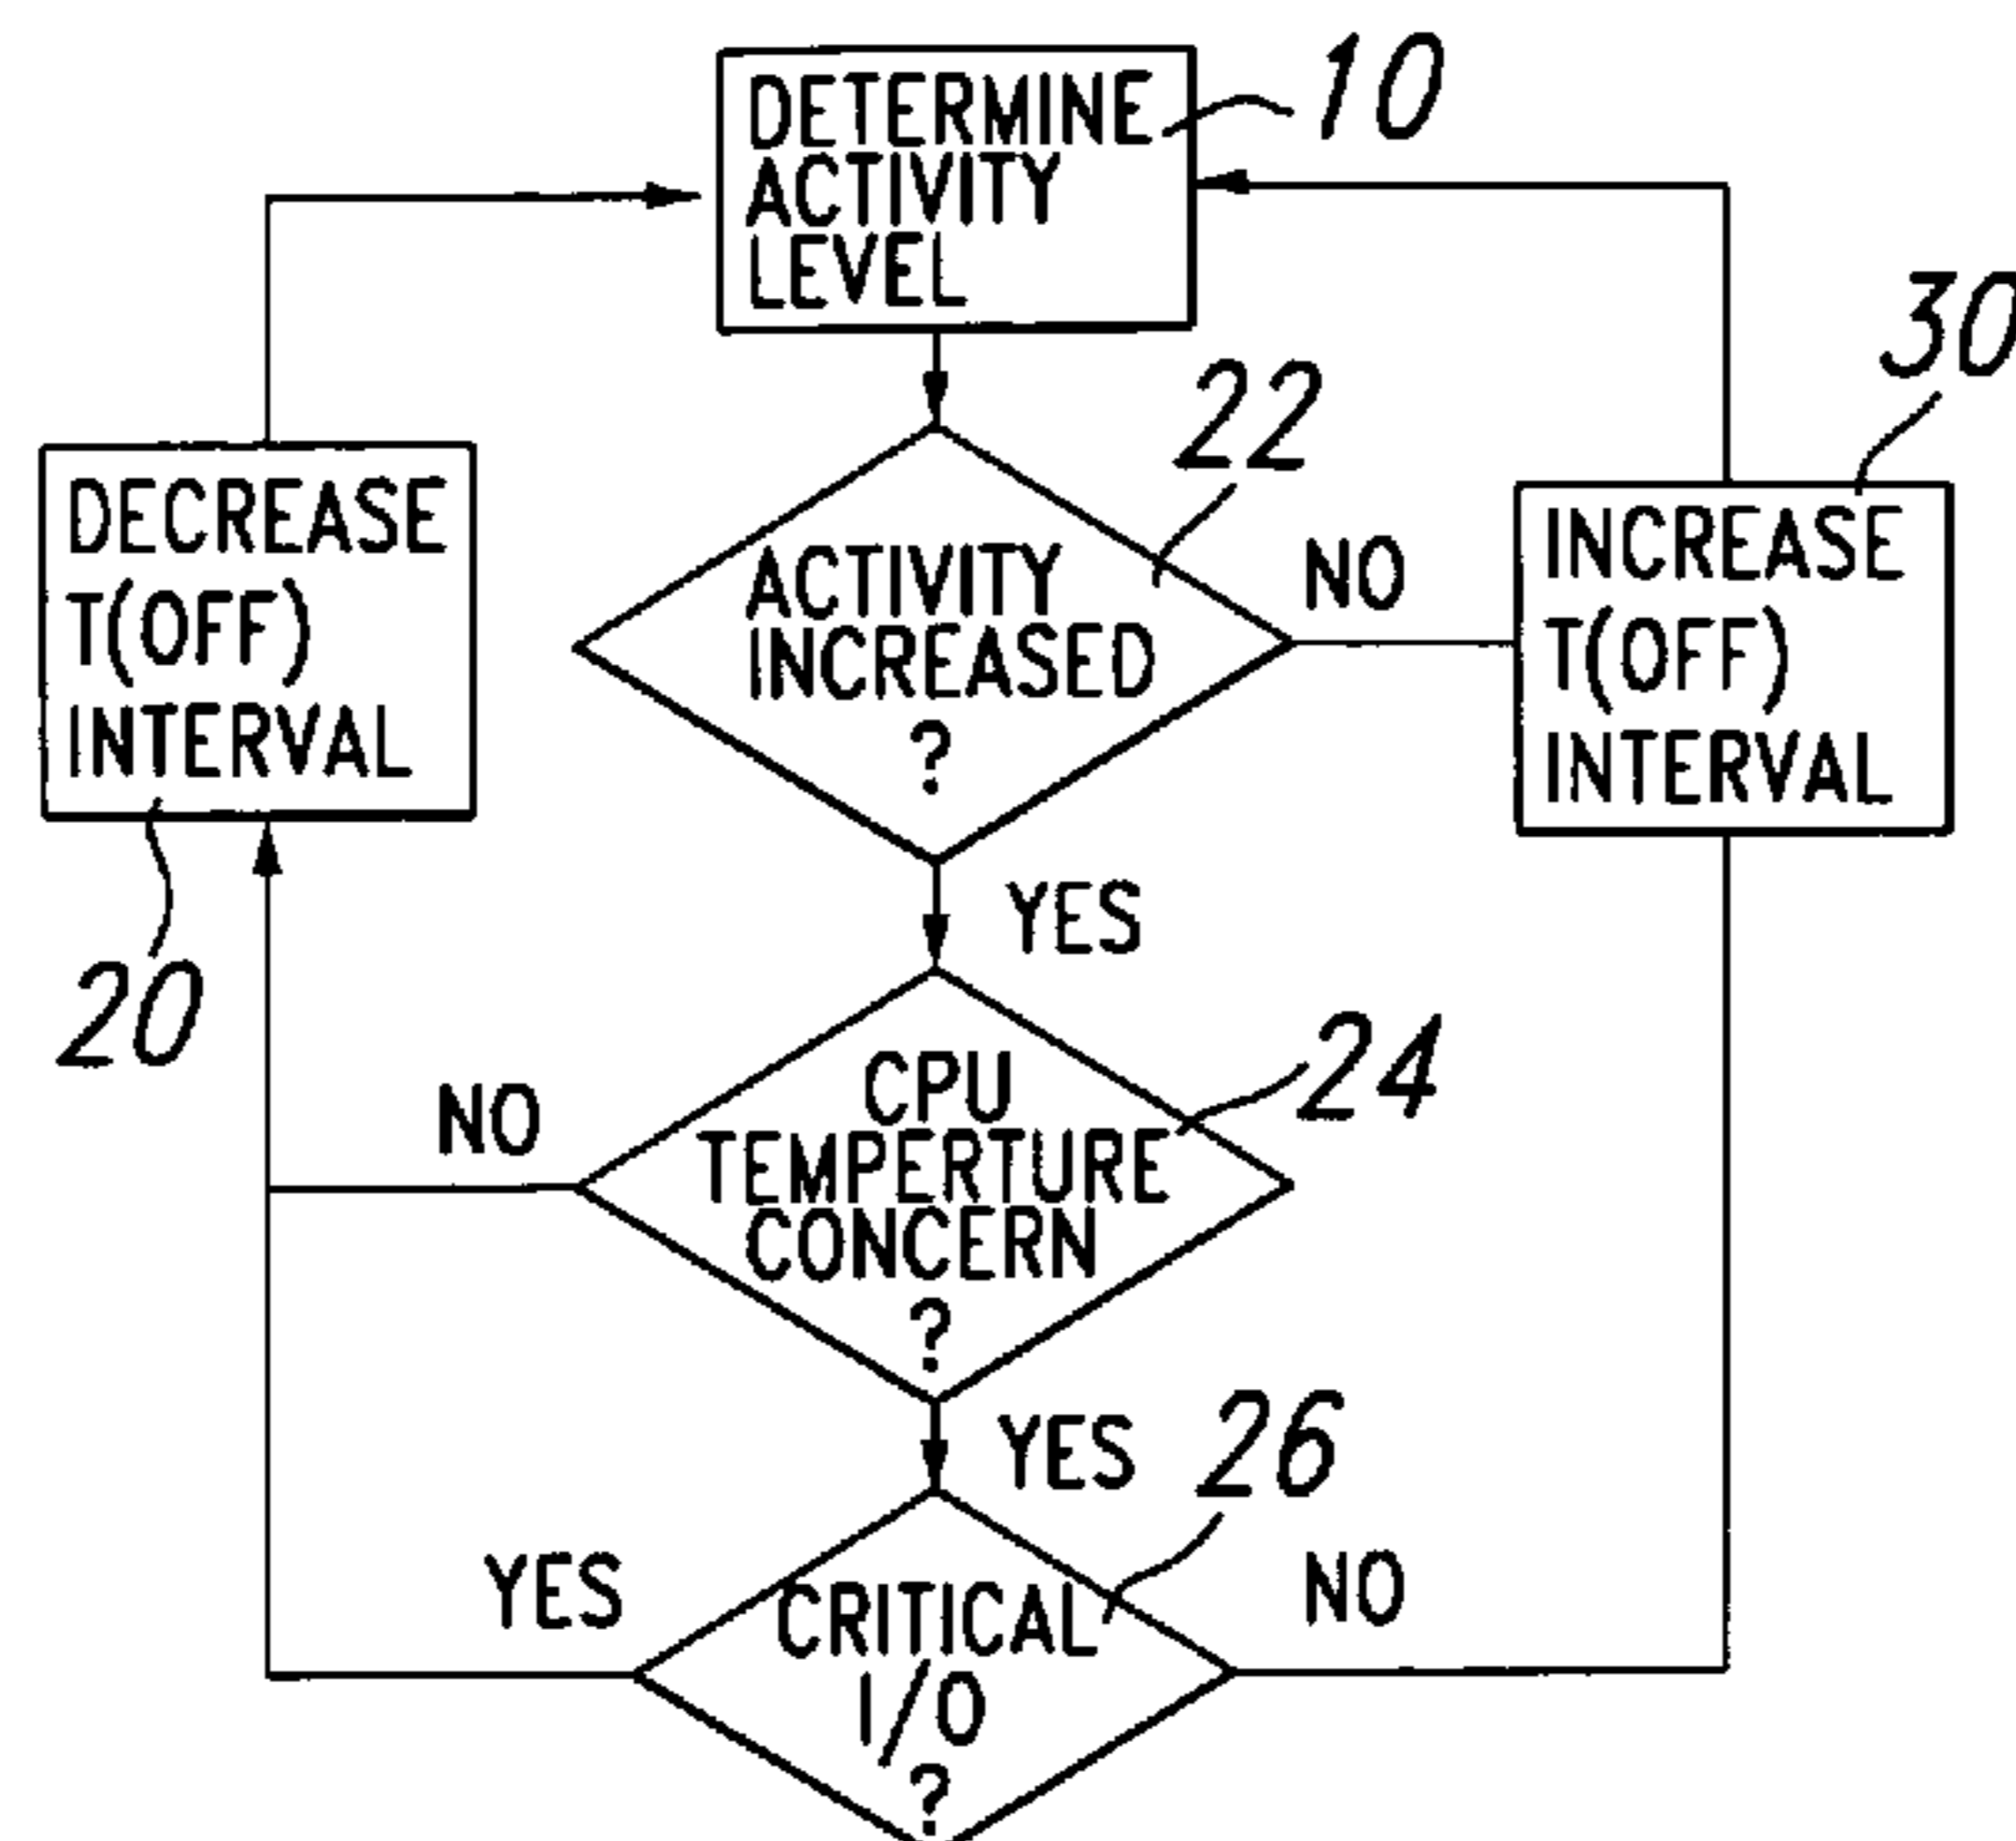 DETERMINE
ACTIVITY
LEVEL
10
30
22
DECREASE
T(OFF)
INTERVAL
20
ACTIVITY
INCREASED
?
NO
INCREASE
T(OFF)
INTERVAL
YES
24
NO
CPU
TEMPERTURE
CONCERN
?
YES
26
YES
CRITICAL
I/O
?
NO